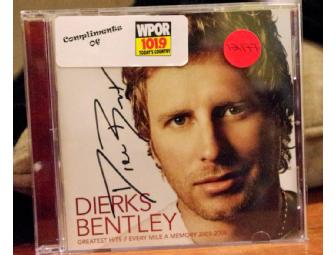 Compliments
Of
WPOR
101.9
TODAY'S COUNTRY
DIERKS
BENTLEY
GREATEST HITS // EVERY MILE A MEMORY 2003-2008